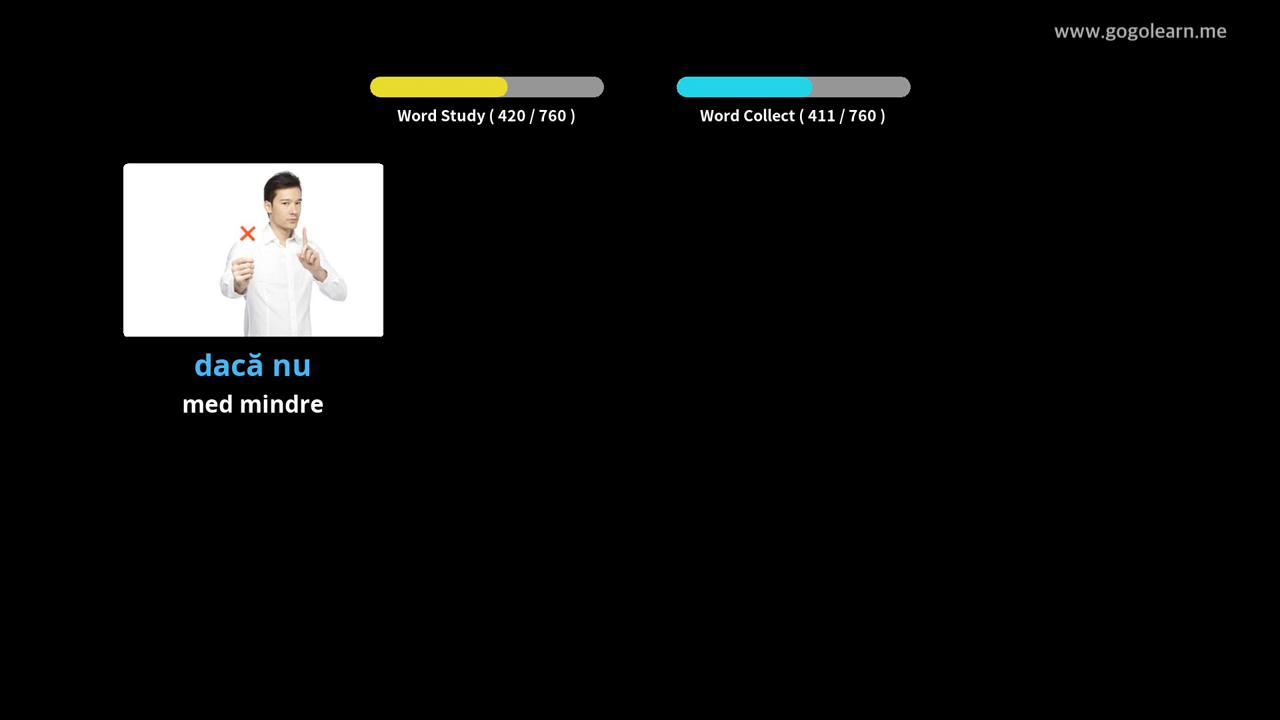 www.gogolearn.me
Word Study ( 420 / 760 )
Word Collect ( 411 / 760 )
dacă nu
med mindre